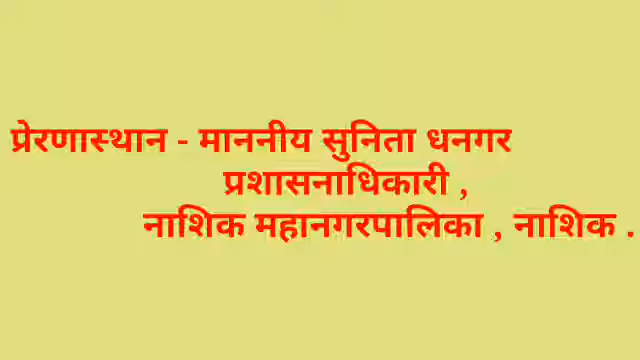 प्रेरणास्थान - माननीय सुनिता धनगर
प्रशासनाधिकारी ,
नाशिक महानगरपालिका , नाशिक .